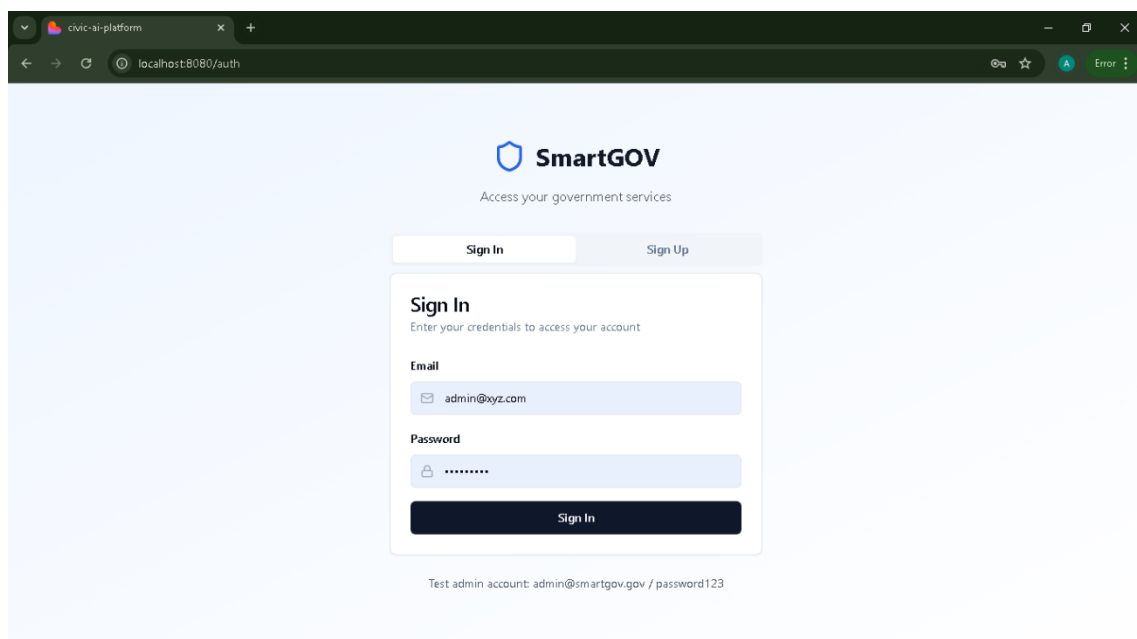 civic-ai-platform
localhost:8080/auth
A
Error
SmartGOV
Access your government services
Sign In
Sign Up
Sign In
Enter your credentials to access your account
Email
admin@xyz.com
Password
•••••••••
Sign In
Test admin account: admin@smartgov.gov / password123